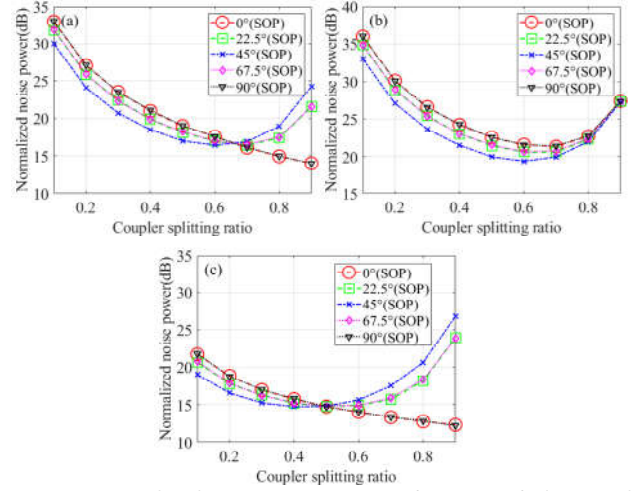 (a)
0°(SOP)
22.5°(SOP)
45°(SOP)
67.5°(SOP)
90°(SOP)
Normalized noise power(dB)
35
30
25
20
15
10
0.2 0.4 0.6 0.8
Coupler splitting ratio
(b)
0°(SOP)
22.5°(SOP)
45°(SOP)
67.5°(SOP)
90°(SOP)
Normalized noise power(dB)
40
35
30
25
20
15
0.2 0.4 0.6 0.8
Coupler splitting ratio
(c)
0°(SOP)
22.5°(SOP)
45°(SOP)
67.5°(SOP)
90°(SOP)
Normalized noise power(dB)
35
30
25
20
15
10
0.2 0.4 0.6 0.8
Coupler splitting ratio